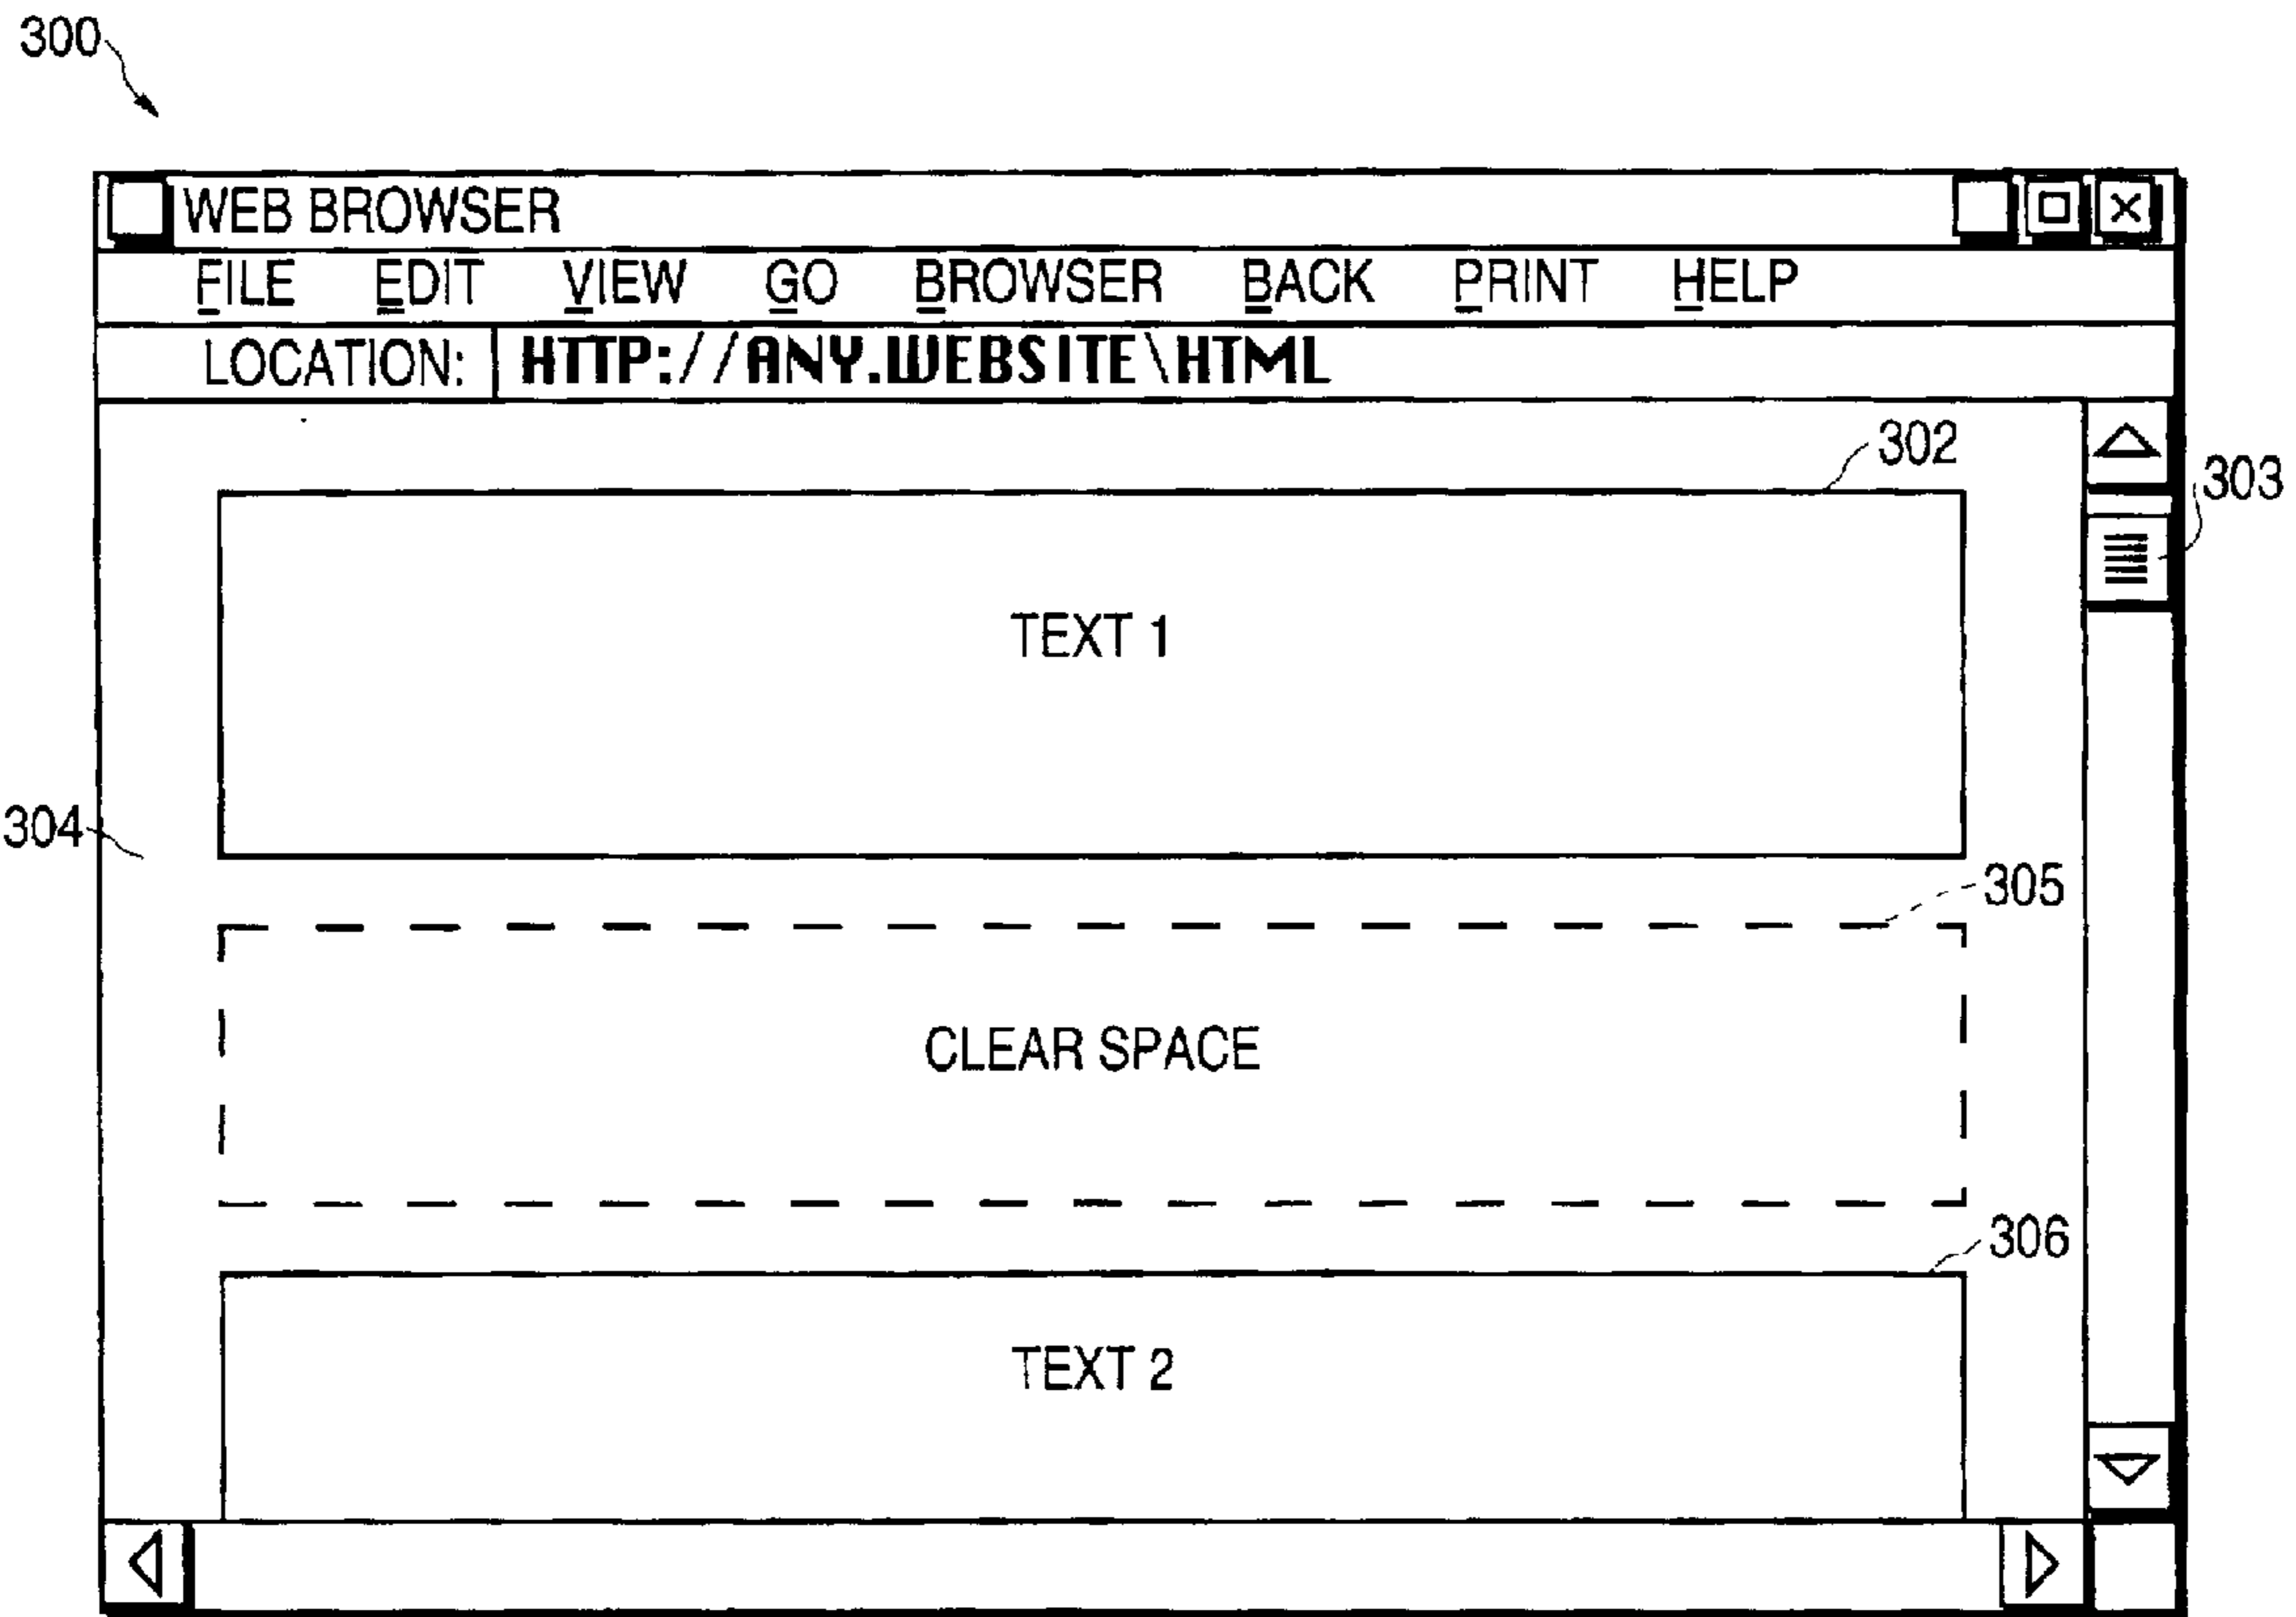 300
WEB BROWSER
FILE EDIT VIEW GO BROWSER BACK PRINT HELP
LOCATION: HTTP://ANY.WEBSITE\HTML
302
303
TEXT 1
304
305
CLEAR SPACE
306
TEXT 2